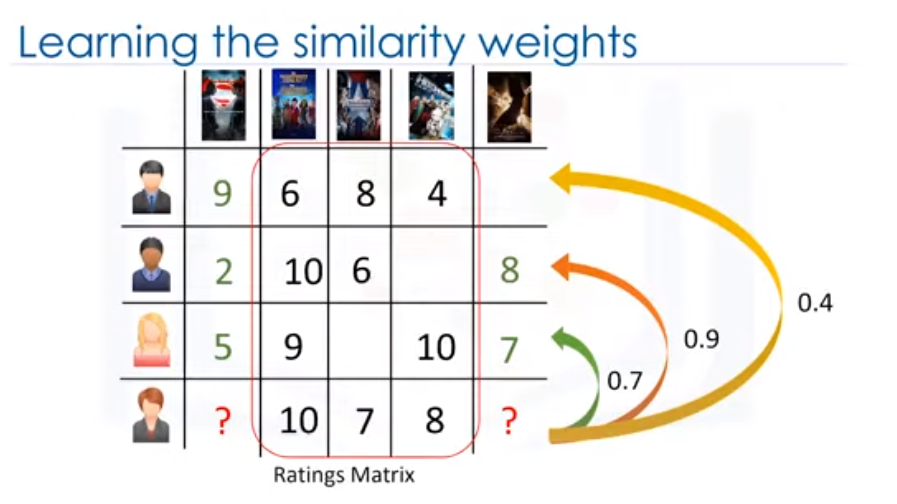 Learning the similarity weights
9 6 8 4
2 10 6 8
0.4
5 9 10 7
0.9
0.7
? 10 7 8 ?
Ratings Matrix